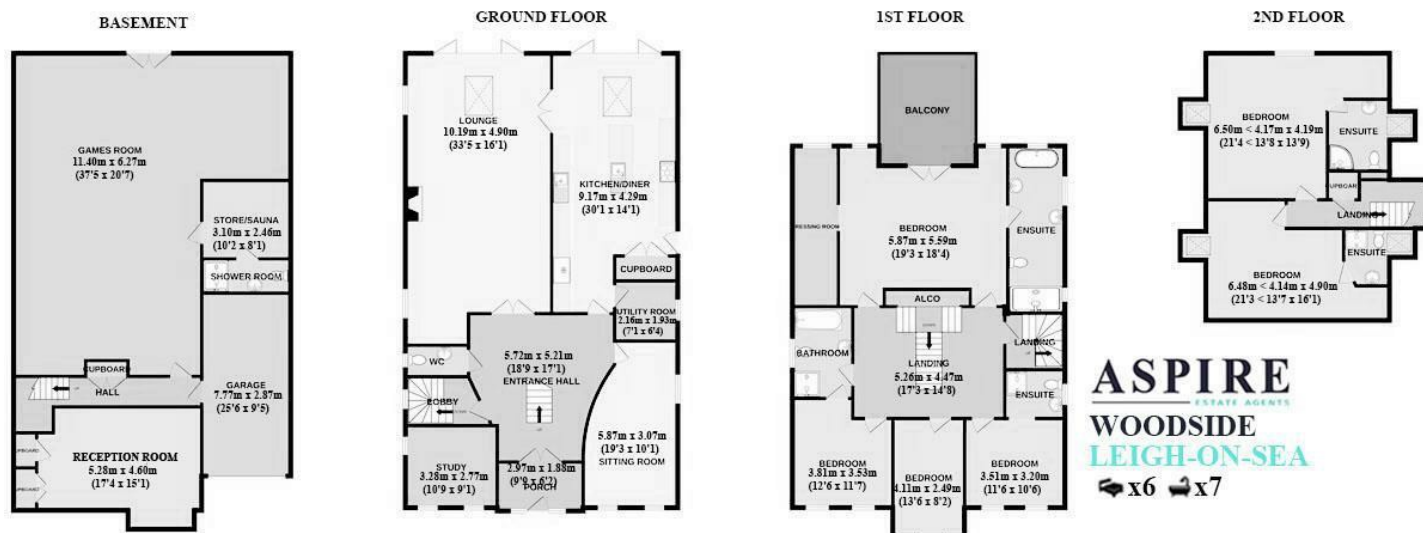 BASEMENT
GAMES ROOM
11.40m x 6.27m
(37'5 x 20'7)
STORE/SAUNA
3.10m x 2.46m
(10'2 x 8'1)
SHOWER ROOM
CUPBOARD
HALL
GARAGE
7.77m x 2.87m
(25'6 x 9'5)
RECEPTION ROOM
5.28m x 4.60m
(17'4 x 15'1)
GROUND FLOOR
LOUNGE
10.19m x 4.90m
(33'5 x 16'1)
KITCHEN/DINER
9.17m x 4.29m
(30'1 x 14'1)
CUPBOARD
UTILITY ROOM
2.16m x 1.93m
(7'1 x 6'4)
WC
5.72m x 5.21m
(18'9 x 17'1)
ENTRANCE HALL
LOBBY
5.87m x 3.07m
(19'3 x 10'1)
SITTING ROOM
STUDY
3.28m x 2.77m
(10'9 x 9'1)
2.97m x 1.88m
(9'9 x 6'2)
PORCH
1ST FLOOR
BALCONY
BEDROOM
5.87m x 5.59m
(19'3 x 18'4)
ENSUITE
ALCO
BATHROOM
LANDING
5.26m x 4.47m
(17'3 x 14'8)
LANDING
ENSUITE
BEDROOM
3.81m x 3.53m
(12'6 x 11'7)
BEDROOM
4.11m x 2.49m
(13'6 x 8'2)
BEDROOM
3.51m x 3.20m
(11'6 x 10'6)
2ND FLOOR
BEDROOM
6.50m < 4.17m x 4.19m
(21'4 < 13'8 x 13'9)
ENSUITE
LANDING
ENSUITE
BEDROOM
6.48m < 4.14m x 4.90m
(21'3 < 13'7 x 16'1)
ASPIRE
ESTATE AGENTS
WOODSIDE
LEIGH-ON-SEA
x6 x7